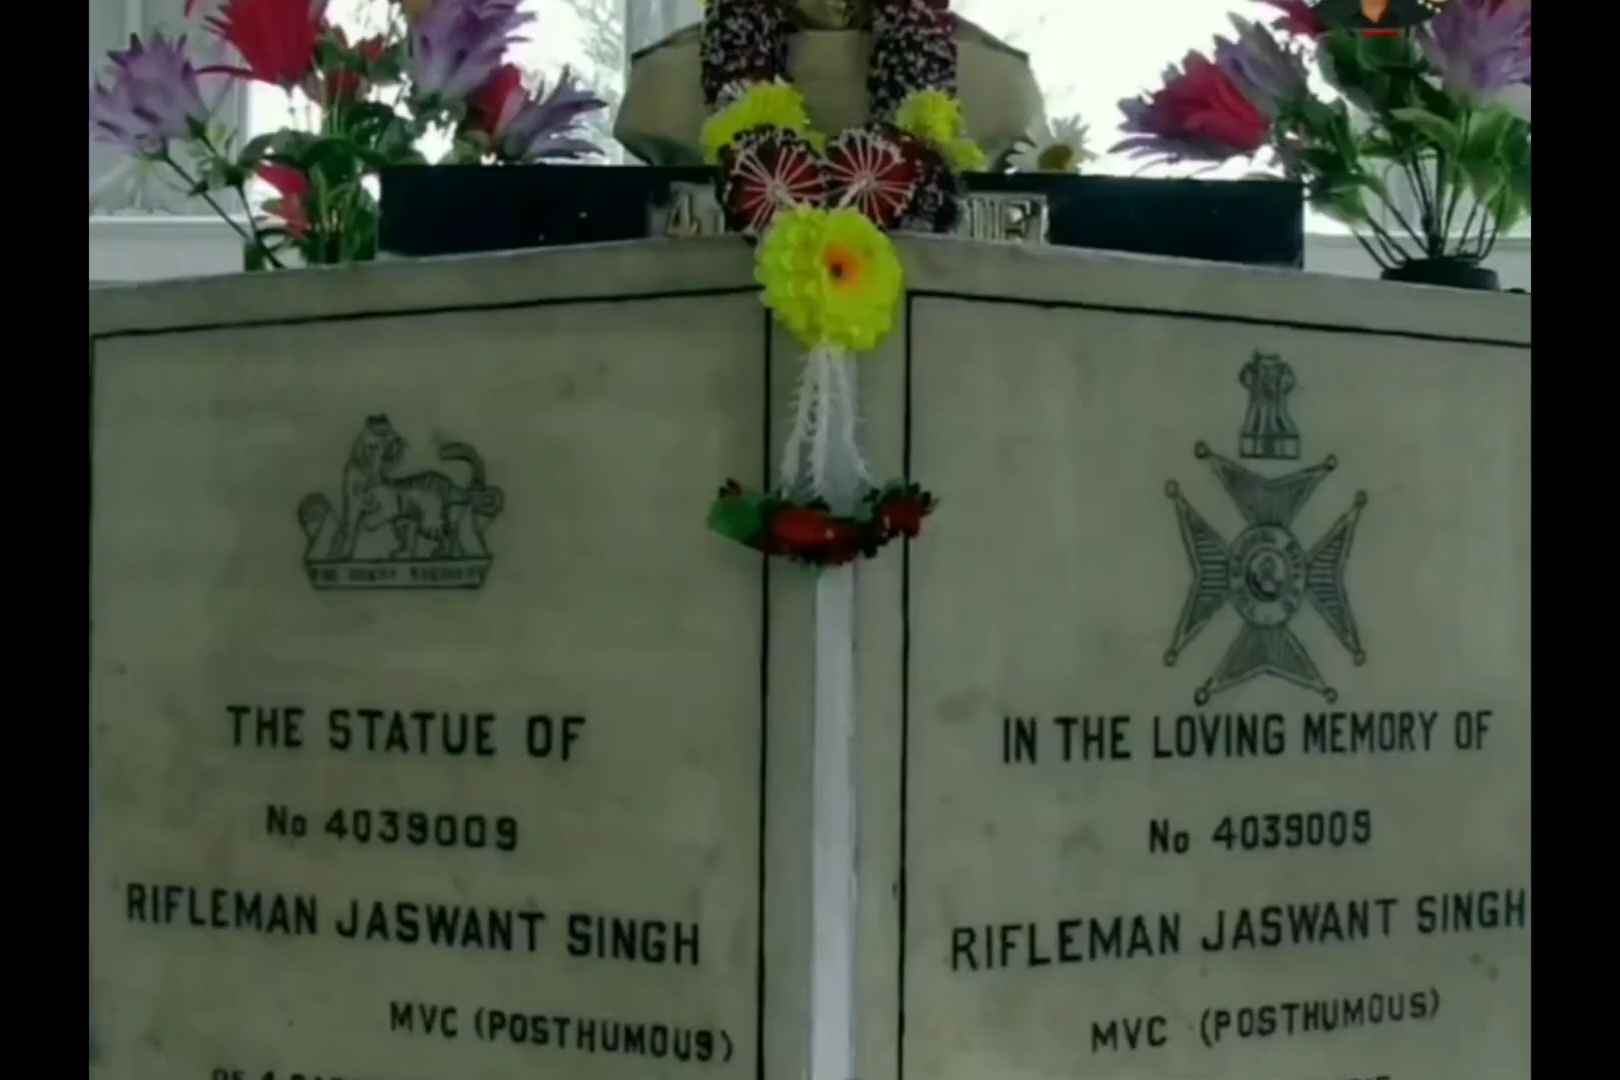 THE STATUE OF
No 4039009
RIFLEMAN JASWANT SINGH
MVC (POSTHUMOUS)
IN THE LOVING MEMORY OF
No 4039009
RIFLEMAN JASWANT SINGH
MVC (POSTHUMOUS)